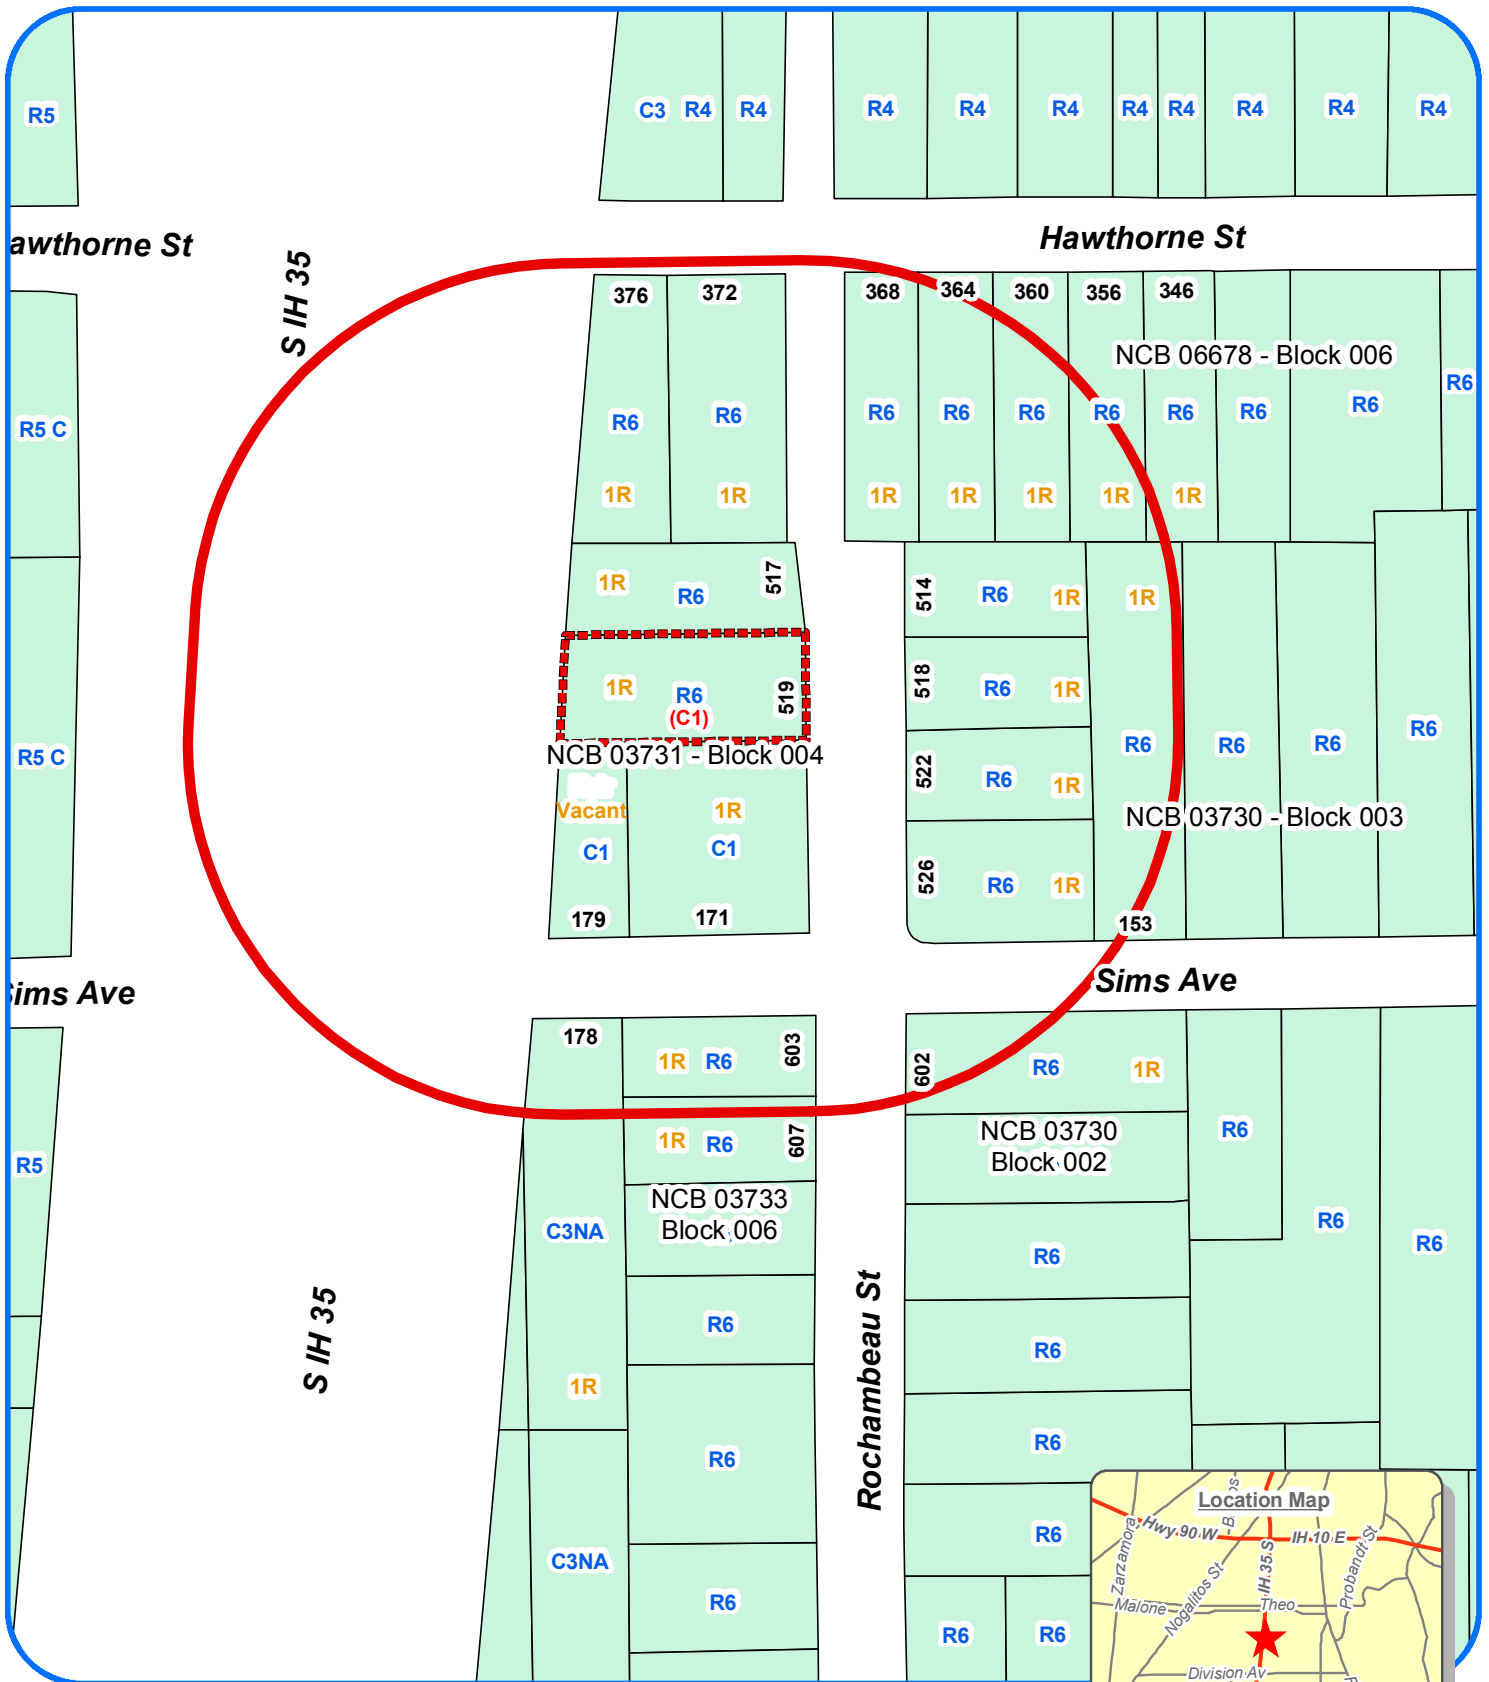 R5
C3 R4 R4 R4 R4 R4 R4 R4 R4 R4 R4
awthorne St
Hawthorne St
S IH 35
376 372 368 364 360 356 346
NCB 06678 - Block 006
R6
R5 C
R6 R6 R6 R6 R6 R6 R6 R6 R6
1R 1R 1R 1R 1R 1R 1R
1R R6 517
514 R6 1R 1R
1R R6 519
(C1)
518 R6 1R
NCB 03731 - Block 004
R5 C
522 R6 1R
R6 R6 R6 R6
Vacant 1R
NCB 03730 - Block 003
C1 C1
526 R6 1R
179 171 153
Sims Ave
Sims Ave
178
1R R6 603
602 R6 1R
1R R6 607
NCB 03730
Block 002
R6
R5
NCB 03733
Block 006
C3NA
R6
R6
R6
R6
S IH 35
R6
1R
R6
Rochambeau St
R6
R6
R6
C3NA
R6
R6 R6
Location Map
Hwy 90 W
IH 10 E
Zarzamora
Nogalitos St
IH 35 S
Probandt St
Malone
Theo
Division Av